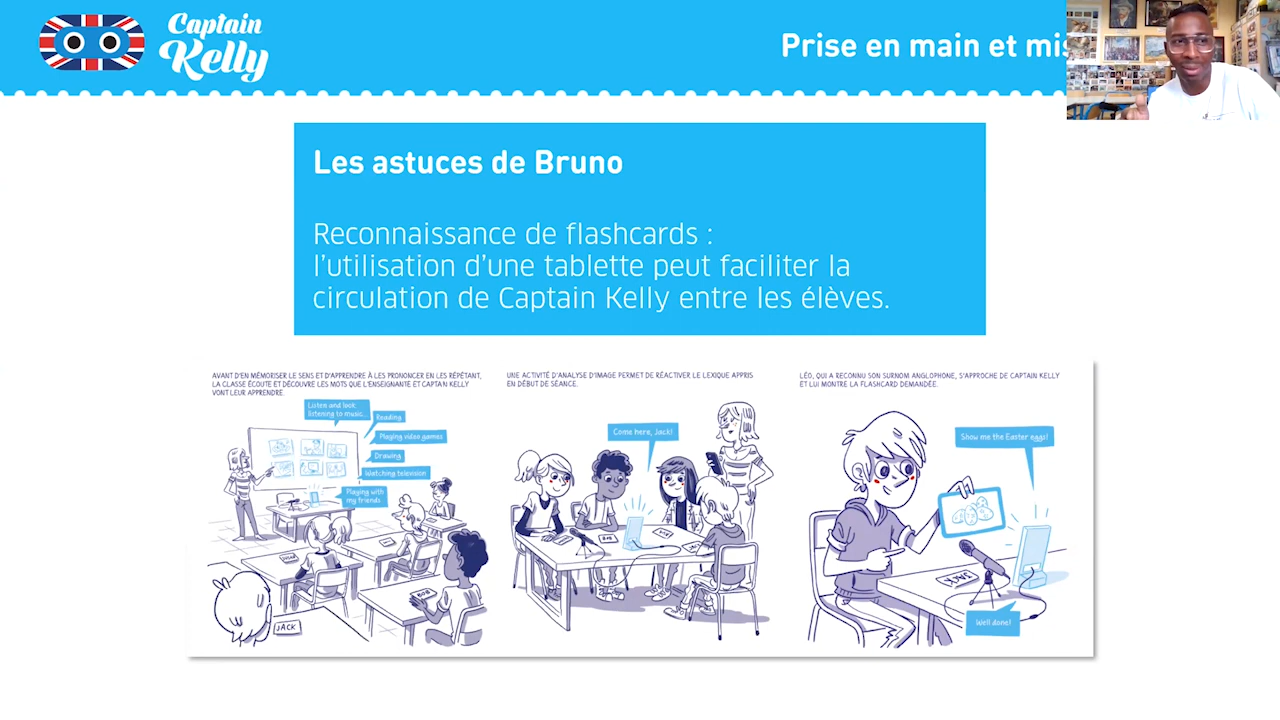 Captain
Kelly
Prise en main et mis
Les astuces de Bruno
Reconnaissance de flashcards :
l'utilisation d'une tablette peut faciliter la
circulation de Captain Kelly entre les élèves.
AVANT D'EN MÉMORISER LE SENS ET D'APPRENDRE À LES PRONONCER EN LES RÉPÉTANT,
LA CLASSE ÉCOUTE ET DÉCOUVRE LES MOTS QUE L'ENSEIGNANTE ET CAPTAIN KELLY
VONT LEUR APPRENDRE.
Listen and look:
listening to music...
Reading
Playing video games
Drawing
Watching television
Playing with
my friends
BOB
JACK
UNE ACTIVITÉ D'ANALYSE D'IMAGE PERMET DE RÉACTIVER LE LEXIQUE APPRIS
EN DÉBUT DE SÉANCE.
Come here, Jack!
LÉO, QUI A RECONNU SON SURNOM ANGLOPHONE, S'APPROCHE DE CAPTAIN KELLY
ET LUI MONTRE LA FLASHCARD DEMANDÉE.
Show me the Easter eggs!
JACK
Well done!